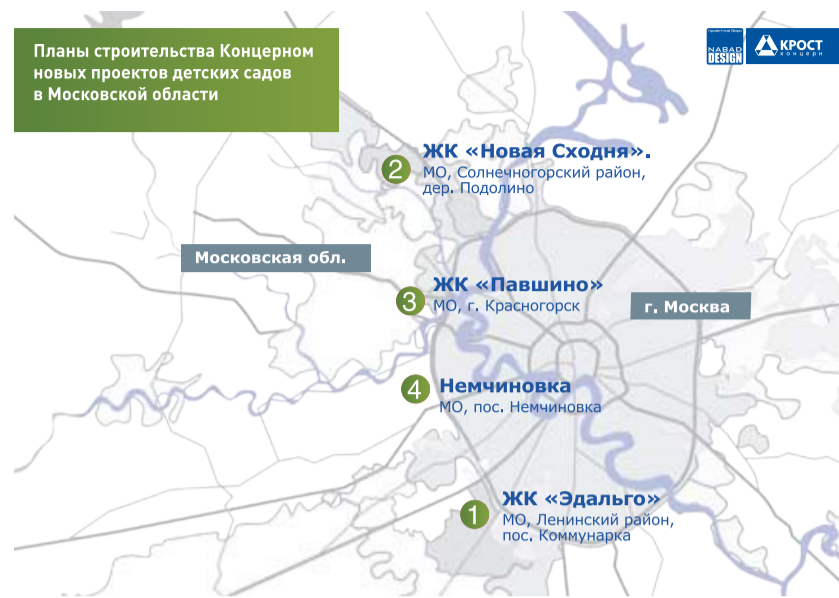 Планы строительства Концерном
новых проектов детских садов
в Московской области
проектное бюро
NABAD
DESIGN
КРОСТ
концерн
2
ЖК «Новая Сходня».
МО, Солнечногорский район,
дер. Подолино
Московская обл.
3
ЖК «Павшино»
МО, г. Красногорск
г. Москва
4
Немчиновка
МО, пос. Немчиновка
1
ЖК «Эдальго»
МО, Ленинский район,
пос. Коммунарка